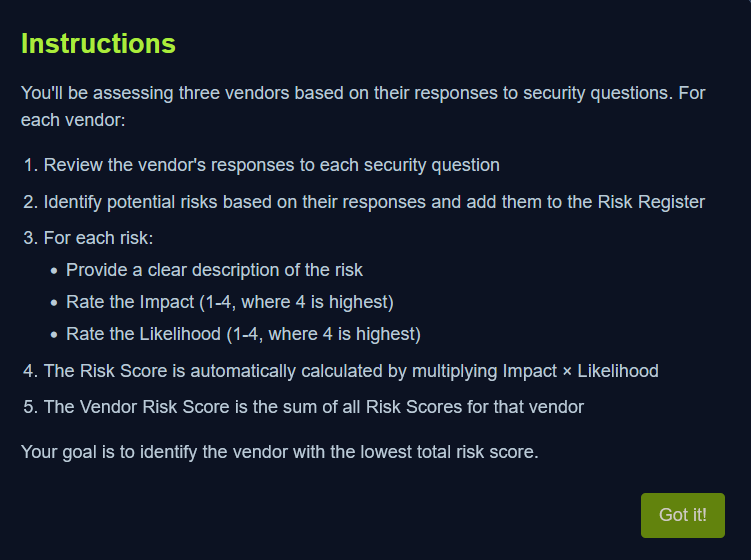 Instructions
You'll be assessing three vendors based on their responses to security questions. For
each vendor:
1. Review the vendor's responses to each security question
2. Identify potential risks based on their responses and add them to the Risk Register
3. For each risk:
• Provide a clear description of the risk
• Rate the Impact (1-4, where 4 is highest)
• Rate the Likelihood (1-4, where 4 is highest)
4. The Risk Score is automatically calculated by multiplying Impact × Likelihood
5. The Vendor Risk Score is the sum of all Risk Scores for that vendor
Your goal is to identify the vendor with the lowest total risk score.
Got it!